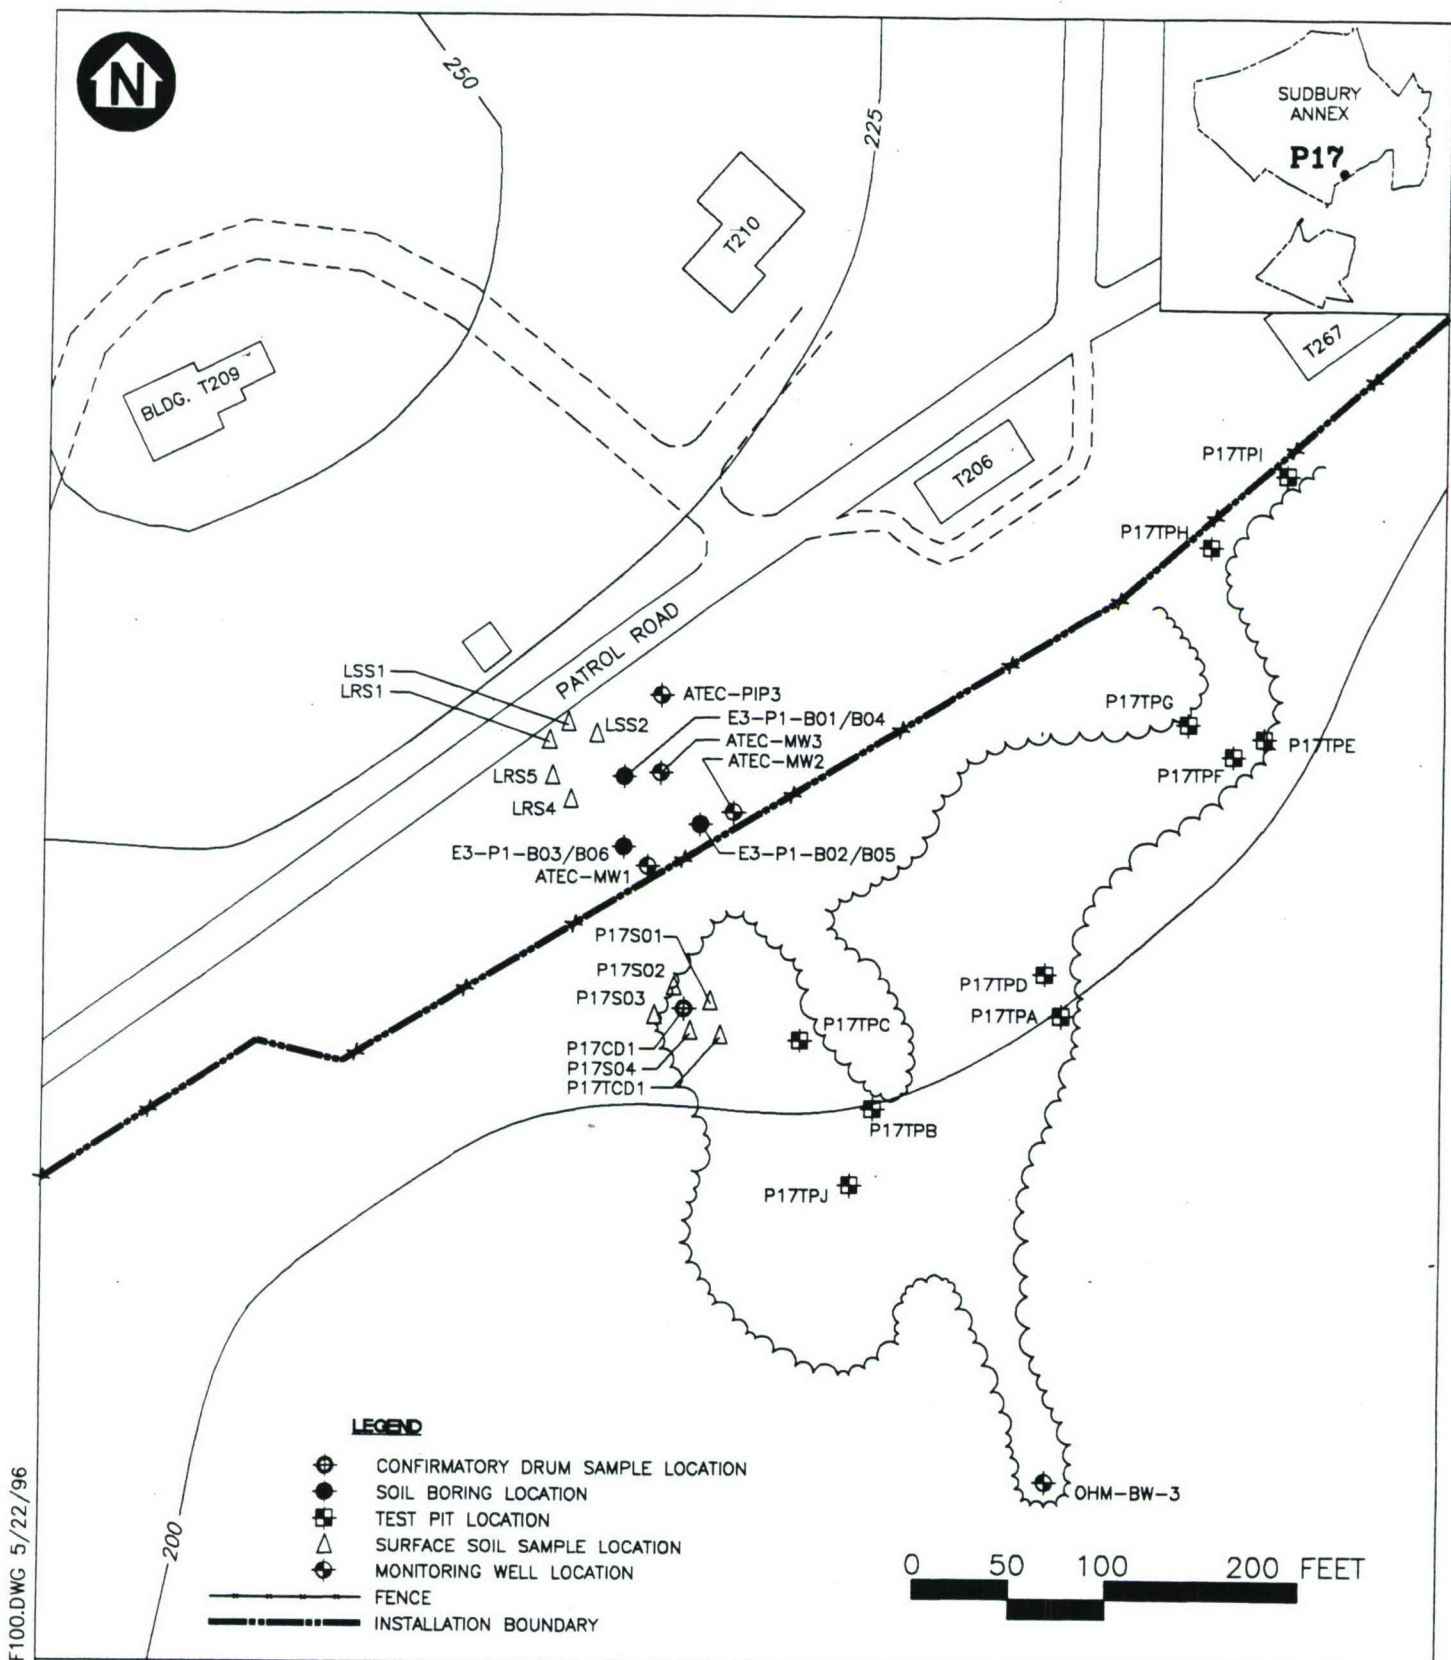 N
250
225
SUDBURY
ANNEX
P17
T210
T267
BLDG. T209
T206
P17TPI
P17TPH
PATROL ROAD
LSS1
LRS1
ATEC-PIP3
LSS2
E3-P1-B01/B04
P17TPG
ATEC-MW3
P17TPE
ATEC-MW2
LRS5
P17TPF
LRS4
E3-P1-B03/B06
E3-P1-B02/B05
ATEC-MW1
P17S01
P17S02
P17TPD
P17S03
P17TPA
P17TPC
P17CD1
P17S04
P17TCD1
P17TPB
P17TPJ
LEGEND
CONFIRMATORY DRUM SAMPLE LOCATION
SOIL BORING LOCATION
TEST PIT LOCATION
SURFACE SOIL SAMPLE LOCATION
MONITORING WELL LOCATION
FENCE
INSTALLATION BOUNDARY
OHM-BW-3
200
0 50 100 200 FEET
F100.DWG 5/22/96